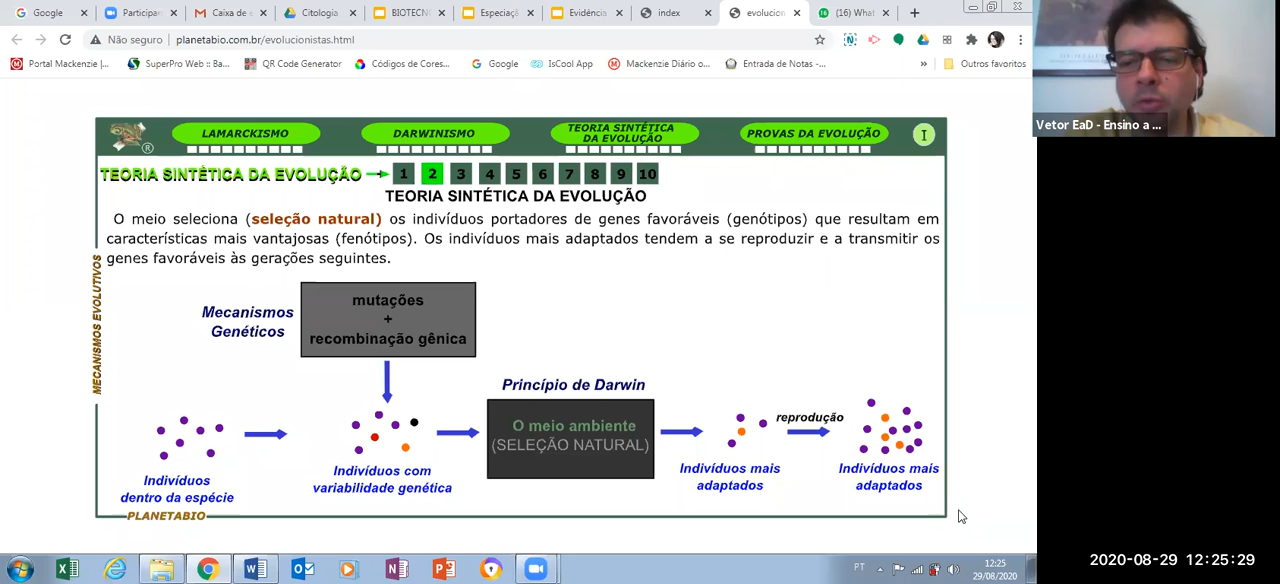 Google
Participan
Caixa de e
Citologia
BIOTECNO
Especiaçã
Evidência
index
evolucion
(16) What
Não seguro
planetabio.com.br/evolucionistas.html
Portal Mackenzie |...
SuperPro Web :: Ba...
QR Code Generator
Códigos de Cores...
Google
IsCool App
Mackenzie Diário o...
Entrada de Notas -...
»
Outros favoritos
Vetor EaD - Ensino a ...
LAMARCKISMO
DARWINISMO
TEORIA SINTÉTICA
DA EVOLUÇÃO
PROVAS DA EVOLUÇÃO
I
®
TEORIA SINTÉTICA DA EVOLUÇÃO
1 2 3 4 5 6 7 8 9 10
TEORIA SINTÉTICA DA EVOLUÇÃO
O meio seleciona (seleção natural) os indivíduos portadores de genes favoráveis (genótipos) que resultam em
características mais vantajosas (fenótipos). Os indivíduos mais adaptados tendem a se reproduzir e a transmitir os
genes favoráveis às gerações seguintes.
MECANISMOS EVOLUTIVOS
Mecanismos
Genéticos
mutações
+
recombinação gênica
Princípio de Darwin
O meio ambiente
(SELEÇÃO NATURAL)
reprodução
Indivíduos
dentro da espécie
Indivíduos com
variabilidade genética
Indivíduos mais
adaptados
Indivíduos mais
adaptados
PLANETABIO
PT
12:25
29/08/2020
2020-08-29 12:25:29